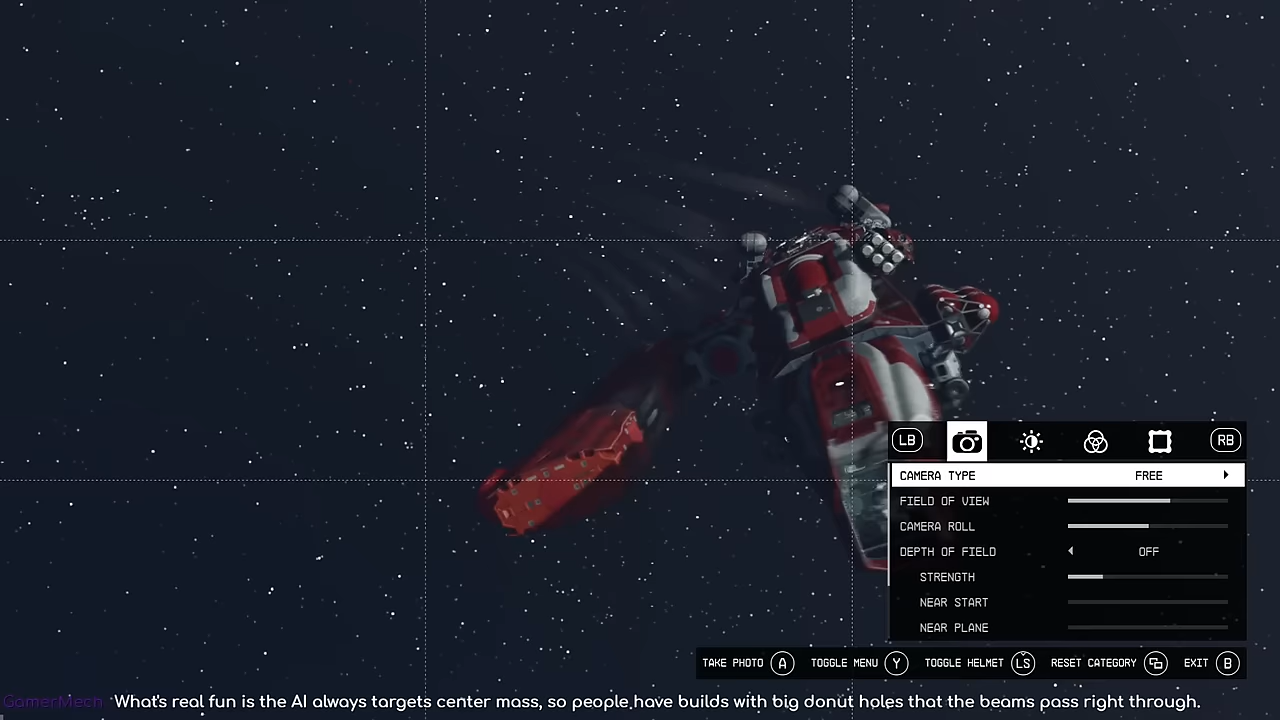 LB
RB
CAMERA TYPE FREE
FIELD OF VIEW
CAMERA ROLL
DEPTH OF FIELD OFF
STRENGTH
NEAR START
NEAR PLANE
TAKE PHOTO A TOGGLE MENU Y TOGGLE HELMET LS RESET CATEGORY EXIT B
GamerMech What's real fun is the AI always targets center mass, so people have builds with big donut holes that the beams pass right through.